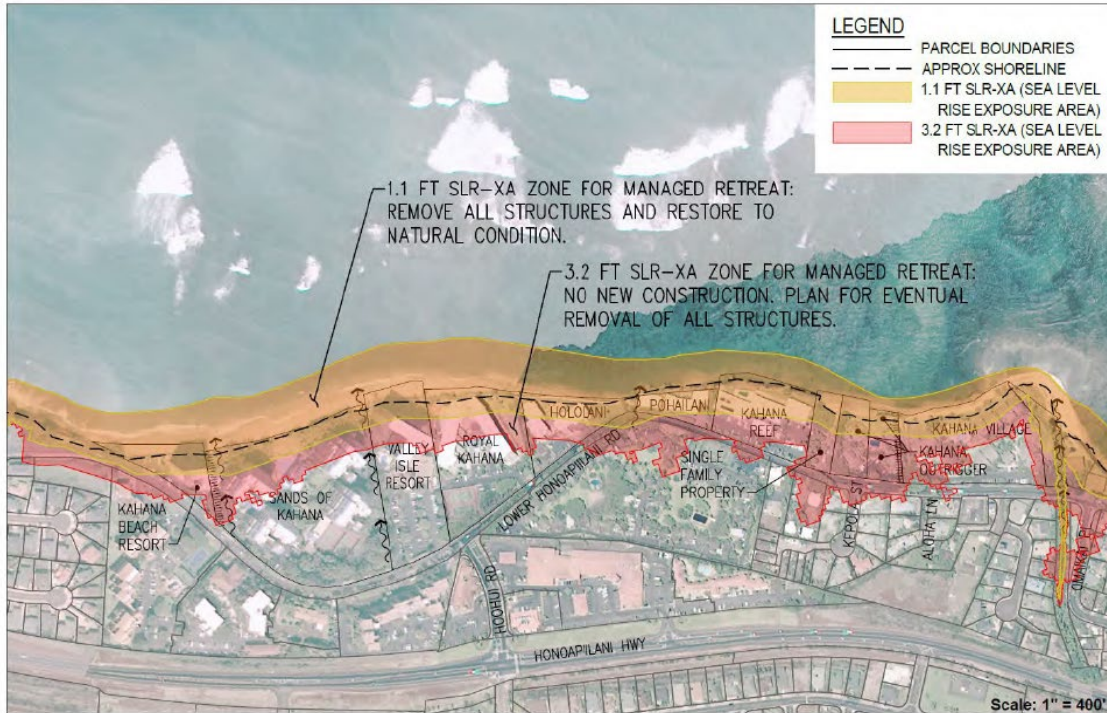 LEGEND
PARCEL BOUNDARIES
APPROX SHORELINE
1.1 FT SLR-XA (SEA LEVEL
RISE EXPOSURE AREA)
3.2 FT SLR-XA (SEA LEVEL
RISE EXPOSURE AREA)
1.1 FT SLR-XA ZONE FOR MANAGED RETREAT:
REMOVE ALL STRUCTURES AND RESTORE TO
NATURAL CONDITION.
3.2 FT SLR-XA ZONE FOR MANAGED RETREAT:
NO NEW CONSTRUCTION. PLAN FOR EVENTUAL
REMOVAL OF ALL STRUCTURES.
KAHANA
BEACH
RESORT
SANDS OF
KAHANA
VALLEY
ISLE
RESORT
ROYAL
KAHANA
HOLOLANI
POHAILANI
KAHANA
REEF
SINGLE
FAMILY
PROPERTY
KAHANA VILLAGE
KAHANA
OUTRIGGER
LOWER HONOAPIILANI RD
HOOHUI RD
KEPOLA ST
ALOHA LN
HONOAPIILANI HWY
Scale: 1" = 400'